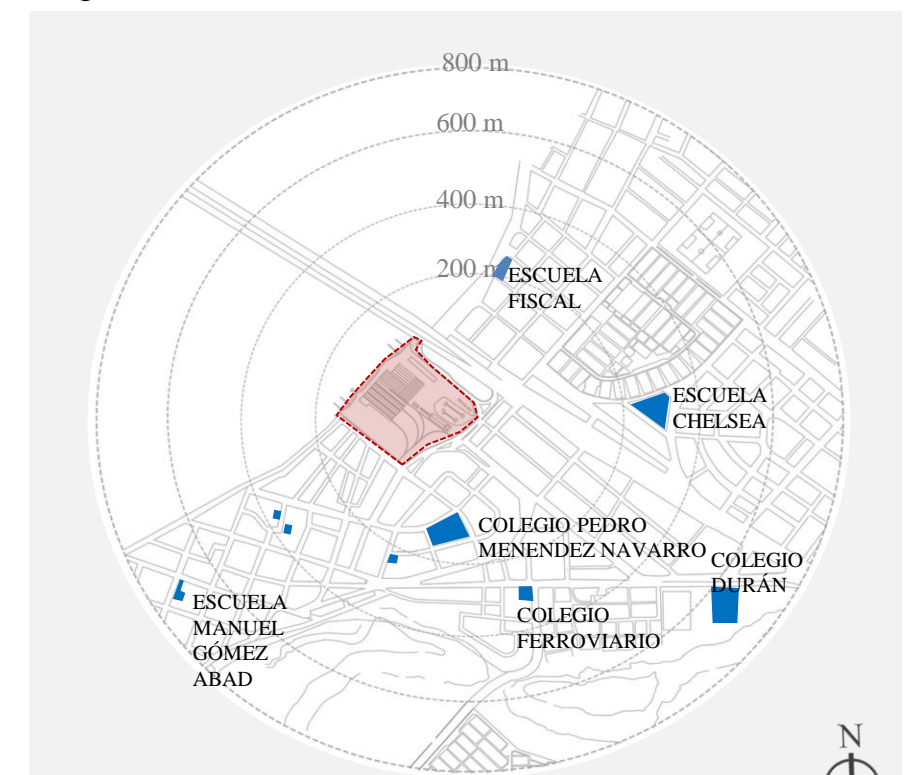 800 m
600 m
400 m
200 m
ESCUELA
FISCAL
ESCUELA
CHELSEA
COLEGIO PEDRO
MENENDEZ NAVARRO
COLEGIO
DURÁN
ESCUELA
MANUEL
GÓMEZ
ABAD
COLEGIO
FERROVIARIO
N